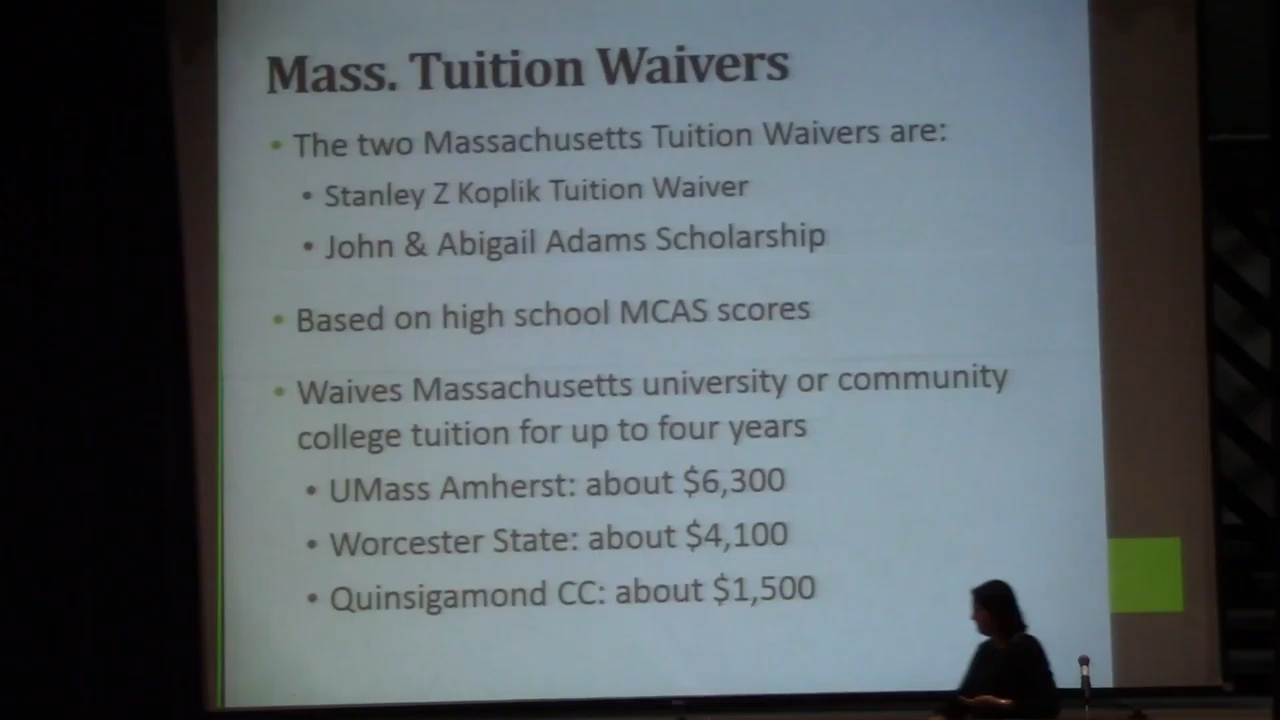 Mass. Tuition Waivers
• The two Massachusetts Tuition Waivers are:
• Stanley Z Koplik Tuition Waiver
• John & Abigail Adams Scholarship
• Based on high school MCAS scores
• Waives Massachusetts university or community
college tuition for up to four years
• UMass Amherst: about $6,300
• Worcester State: about $4,100
• Quinsigamond CC: about $1,500